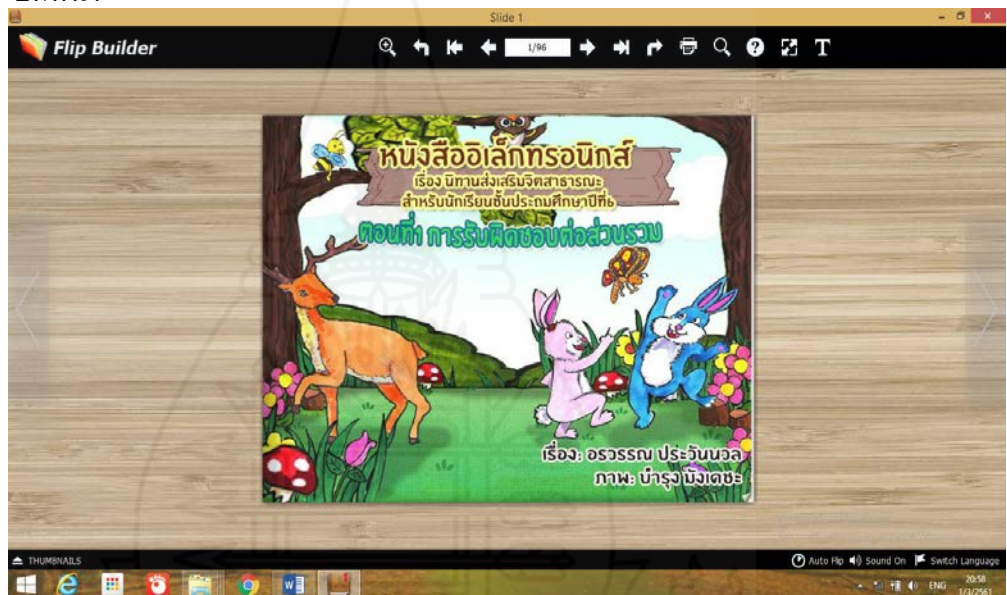 Slide 1
Flip Builder
1/96
T
หนังสืออิเล็กทรอนิกส์
เรื่อง นิทานส่งเสริมจิตสาธารณะ
สำหรับนักเรียนชั้นประถมศึกษาปีที่๖
ตอนที่1 การรับผิดชอบต่อส่วนรวม
เรื่อง: อรวรรณ ประวันนวล
ภาพ: บำรุง มังเดชะ
THUMBNAILS
Auto Flip Sound On Switch Language
ENG
20:58
1/3/2561